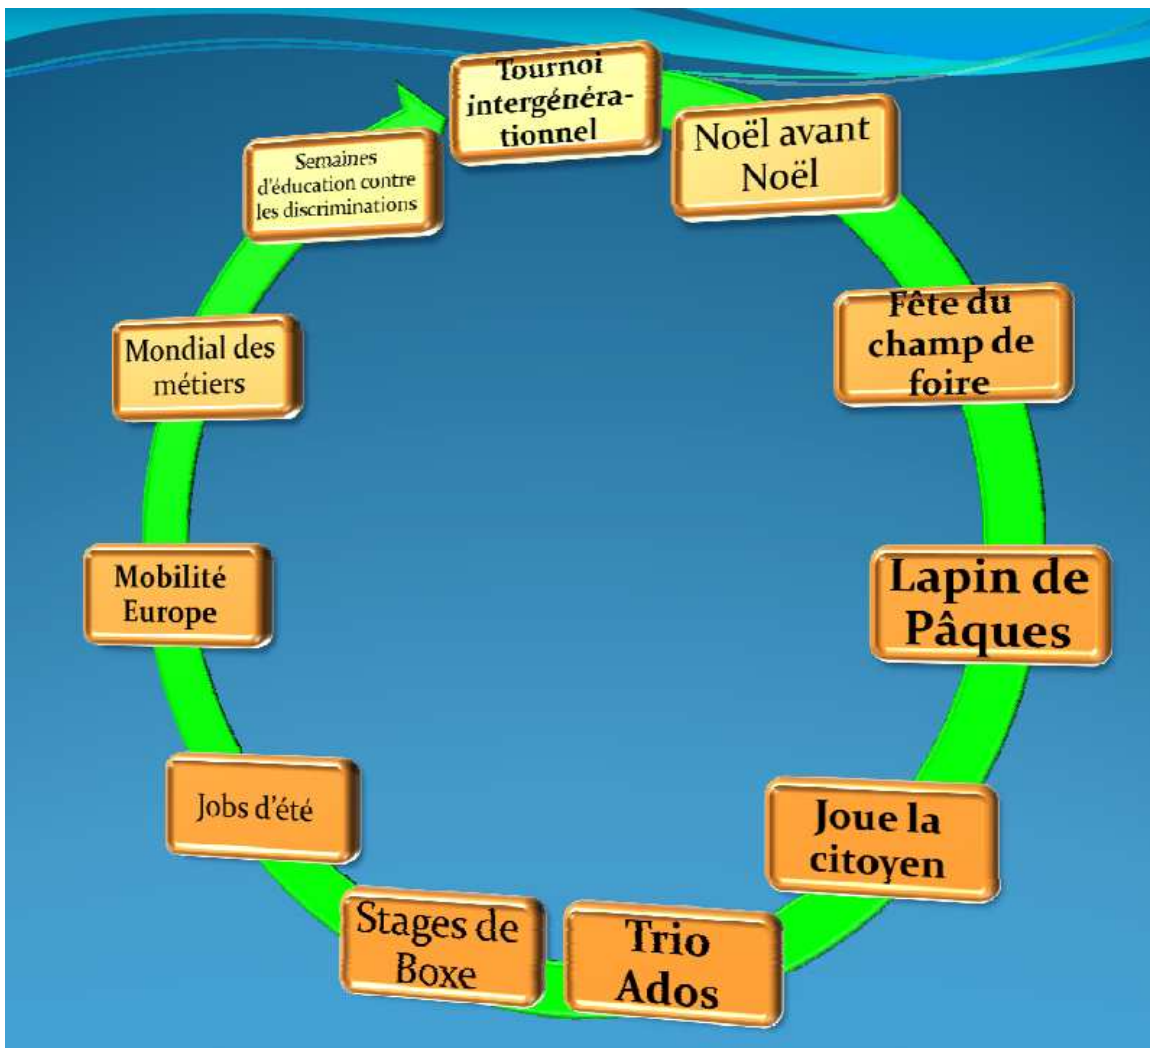 Tournoi
intergénéra-
tionnel
Noël avant
Noël
Fête du
champ de
foire
Lapin de
Pâques
Joue la
citoyen
Trio
Ados
Stages de
Boxe
Jobs d'été
Mobilité
Europe
Mondial des
métiers
Semaines
d'éducation contre
les discriminations